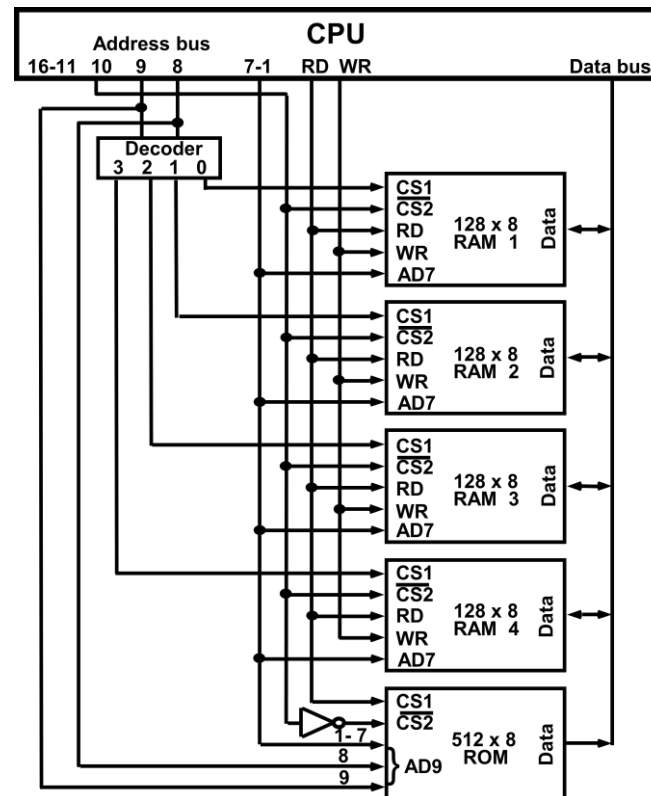 CPU
Address bus
16-11 10 9 8 7-1 RD WR Data bus
Decoder
3 2 1 0
CS1
CS2
RD
WR
AD7
128 x 8
RAM 1
Data
CS1
CS2
RD
WR
AD7
128 x 8
RAM 2
Data
CS1
CS2
RD
WR
AD7
128 x 8
RAM 3
Data
CS1
CS2
RD
WR
AD7
128 x 8
RAM 4
Data
CS1
CS2
1- 7
8
9
AD9
512 x 8
ROM
Data